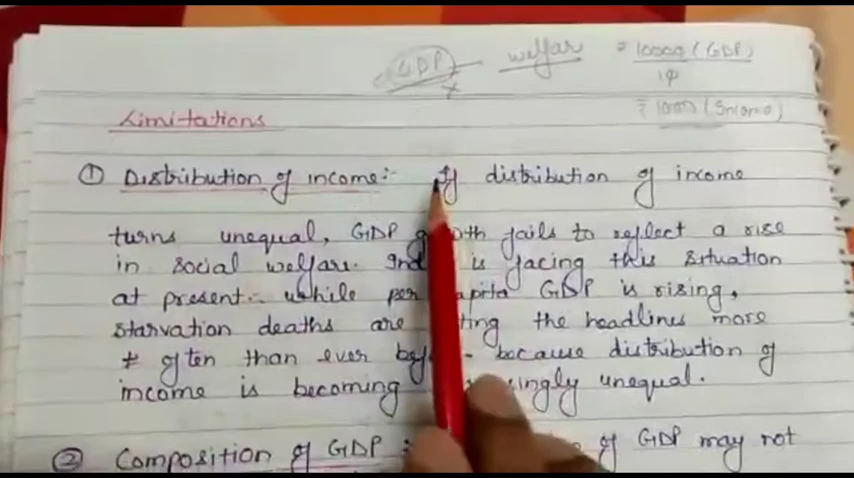 GDP welfar = 10000 (GDP)
10
= 1000 (
Limitations
① Distribution of income:- If distribution of income
turns unequal, GDP fails to reflect a rise
in social welfare. is facing this situation
at present. while per GDP is rising,
starvation deaths are the headlines more
often than ever because distribution of
income is becoming unequal.
② Composition of GDP : of GDP may not